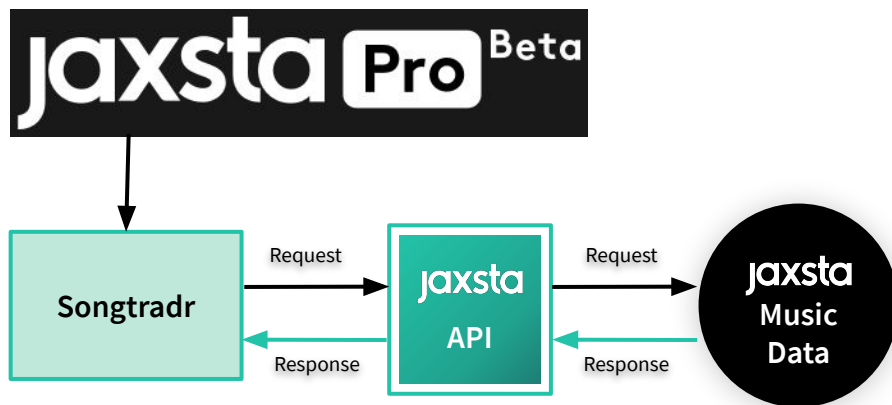 jaxsta Pro Beta
Songtradr
Request
jaxsta
API
Response
Request
Response
jaxsta
Music
Data